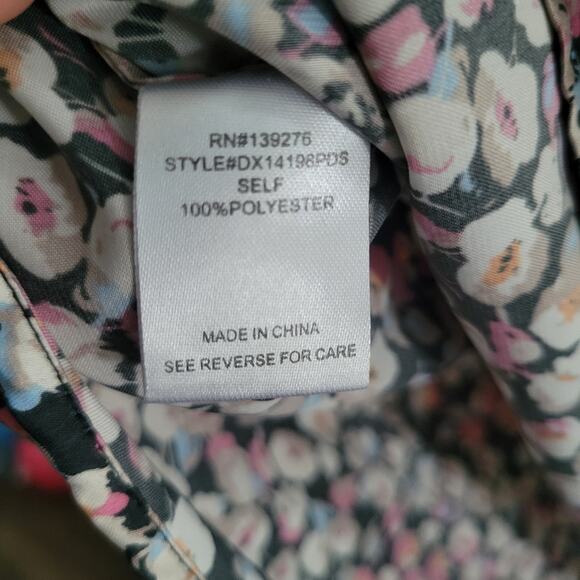 RN#139276
STYLE#DX14198PDS
SELF
100%POLYESTER
MADE IN CHINA
SEE REVERSE FOR CARE